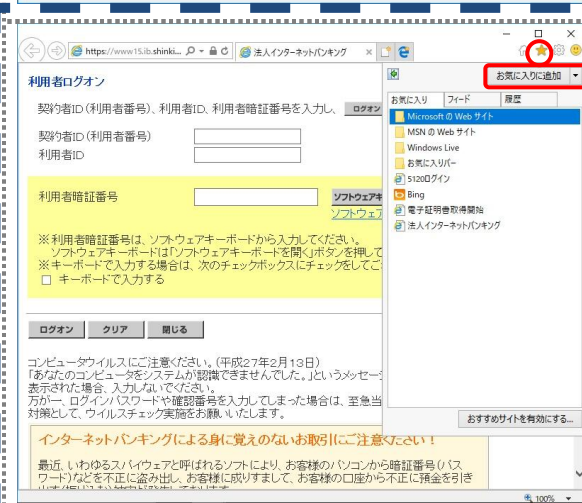 https://www15.ib.shinki...
法人インターネットバンキング
お気に入りに追加
お気に入り フィード 履歴
Microsoft の Web サイト
MSN の Web サイト
Windows Live
お気に入りバー
5120ログイン
Bing
電子証明書取得開始
法人インターネットバンキング
おすすめサイトを有効にする...
利用者ログオン
契約者ID(利用者番号)、利用者ID、利用者暗証番号を入力し、 ログオン
契約者ID(利用者番号)
利用者ID
利用者暗証番号
ソフトウェアキ
ソフトウェア
※利用者暗証番号は、ソフトウェアキーボードから入力してください。
ソフトウェアキーボードは「ソフトウェアキーボードを開く」ボタンを押して
※キーボードで入力する場合は、次のチェックボックスにチェックをしてご
キーボードで入力する
ログオン クリア 閉じる
コンピュータウイルスにご注意ください。(平成27年2月13日)
「あなたのコンピュータをシステムが認識できませんでした。」というメッセー
表示された場合、入力しないでください。
万が一、ログインパスワードや確認番号を入力してしまった場合は、至急当
対策として、ウイルスチェック実施をお願いいたします。
インターネットバンキングによる身に覚えのないお取引にご注意ください!
最近、いわゆるスパイウェアと呼ばれるソフトにより、お客様のパソコンから暗証番号(パス
ワード)などを不正に盗み出し、お客様に成りすまして、お客様の口座から不正に預金を引き
100%